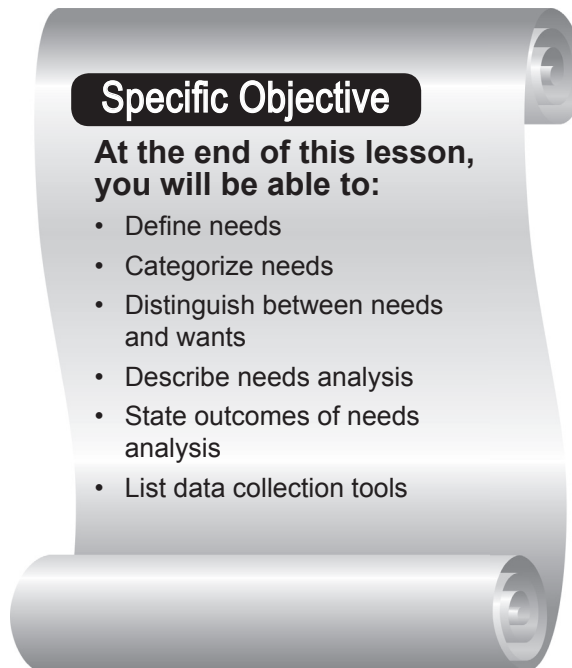 Specific Objective
At the end of this lesson,
you will be able to:
• Define needs
• Categorize needs
• Distinguish between needs
and wants
• Describe needs analysis
• State outcomes of needs
analysis
• List data collection tools